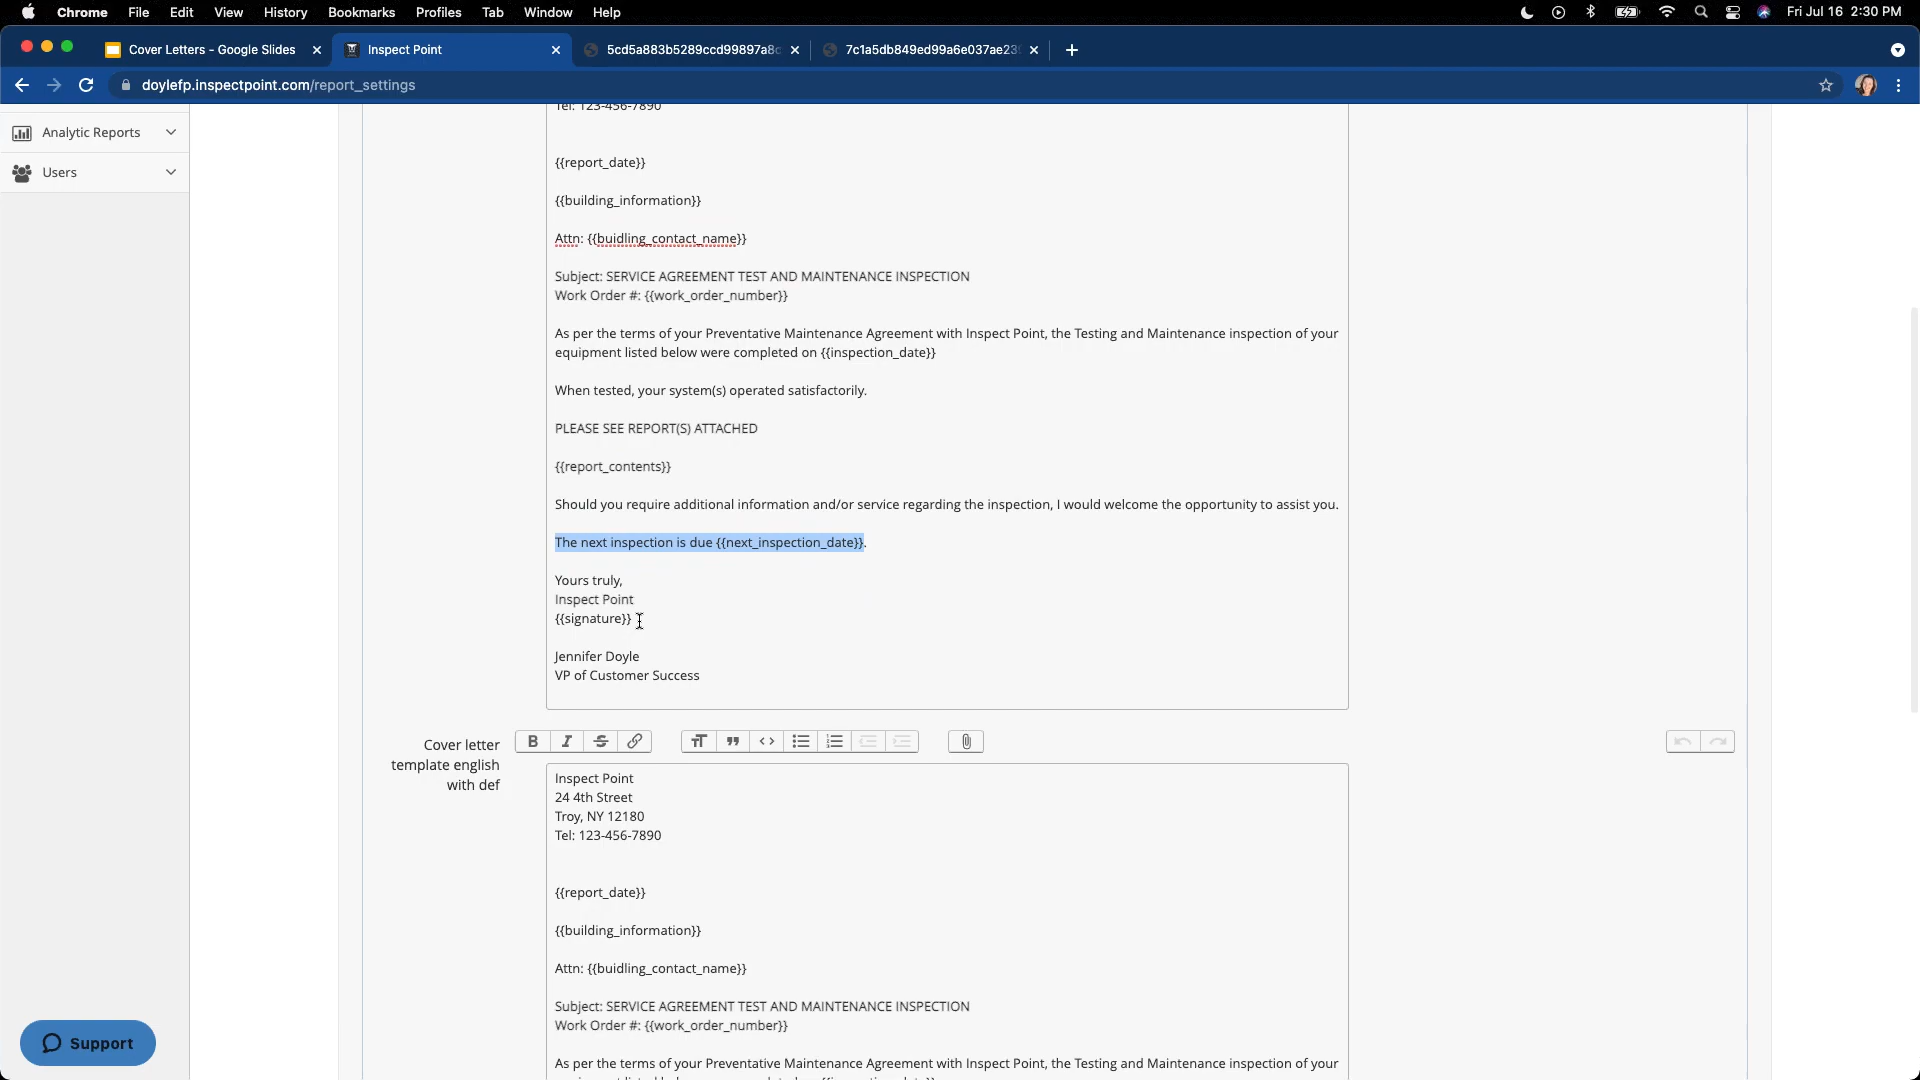 Chrome File Edit View History Bookmarks Profiles Tab Window Help Fri Jul 16 2:30 PM
Cover Letters - Google Slides
Inspect Point
5cd5a883b5289ccd99897a8c
7c1a5db849ed99a6e037ae23
doylefp.inspectpoint.com/report_settings
Analytic Reports
Users
Support
Tel: 123-456-7890
{{report_date}}
{{building_information}}
Attn: {{buidling_contact_name}}
Subject: SERVICE AGREEMENT TEST AND MAINTENANCE INSPECTION
Work Order #: {{work_order_number}}
As per the terms of your Preventative Maintenance Agreement with Inspect Point, the Testing and Maintenance inspection of your
equipment listed below were completed on {{inspection_date}}
When tested, your system(s) operated satisfactorily.
PLEASE SEE REPORT(S) ATTACHED
{{report_contents}}
Should you require additional information and/or service regarding the inspection, I would welcome the opportunity to assist you.
The next inspection is due {{next_inspection_date}}.
Yours truly,
Inspect Point
{{signature}}
Jennifer Doyle
VP of Customer Success
Cover letter
template english
with def
Inspect Point
24 4th Street
Troy, NY 12180
Tel: 123-456-7890
{{report_date}}
{{building_information}}
Attn: {{buidling_contact_name}}
Subject: SERVICE AGREEMENT TEST AND MAINTENANCE INSPECTION
Work Order #: {{work_order_number}}
As per the terms of your Preventative Maintenance Agreement with Inspect Point, the Testing and Maintenance inspection of your